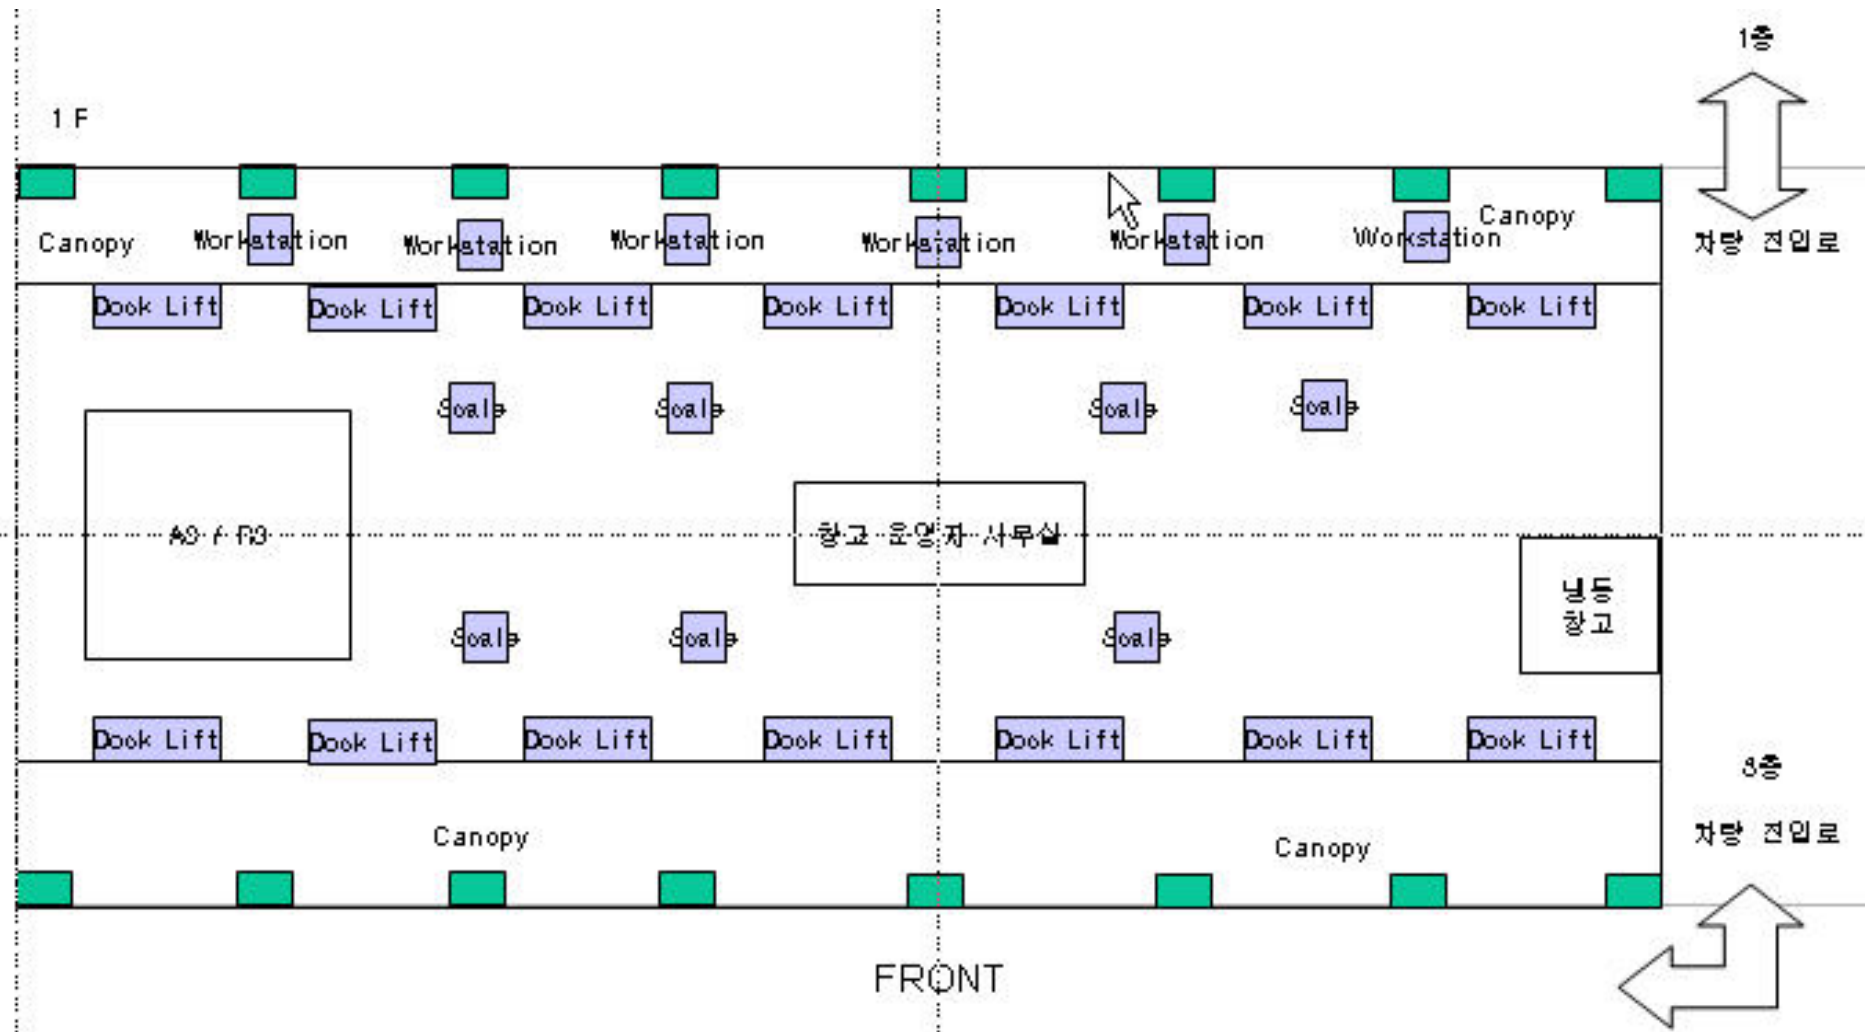 1층
1 F
Canopy
Workstation
Workstation
Workstation
Workstation
Workstation
Workstation
Canopy
차량 진입로
Dock Lift
Dock Lift
Dock Lift
Dock Lift
Dock Lift
Dock Lift
Dock Lift
Scale
Scale
Scale
Scale
창고 운영자 사무실
냉동
창고
Scale
Scale
Scale
Dock Lift
Dock Lift
Dock Lift
Dock Lift
Dock Lift
Dock Lift
Dock Lift
차량 진입로
Canopy
Canopy
FRONT